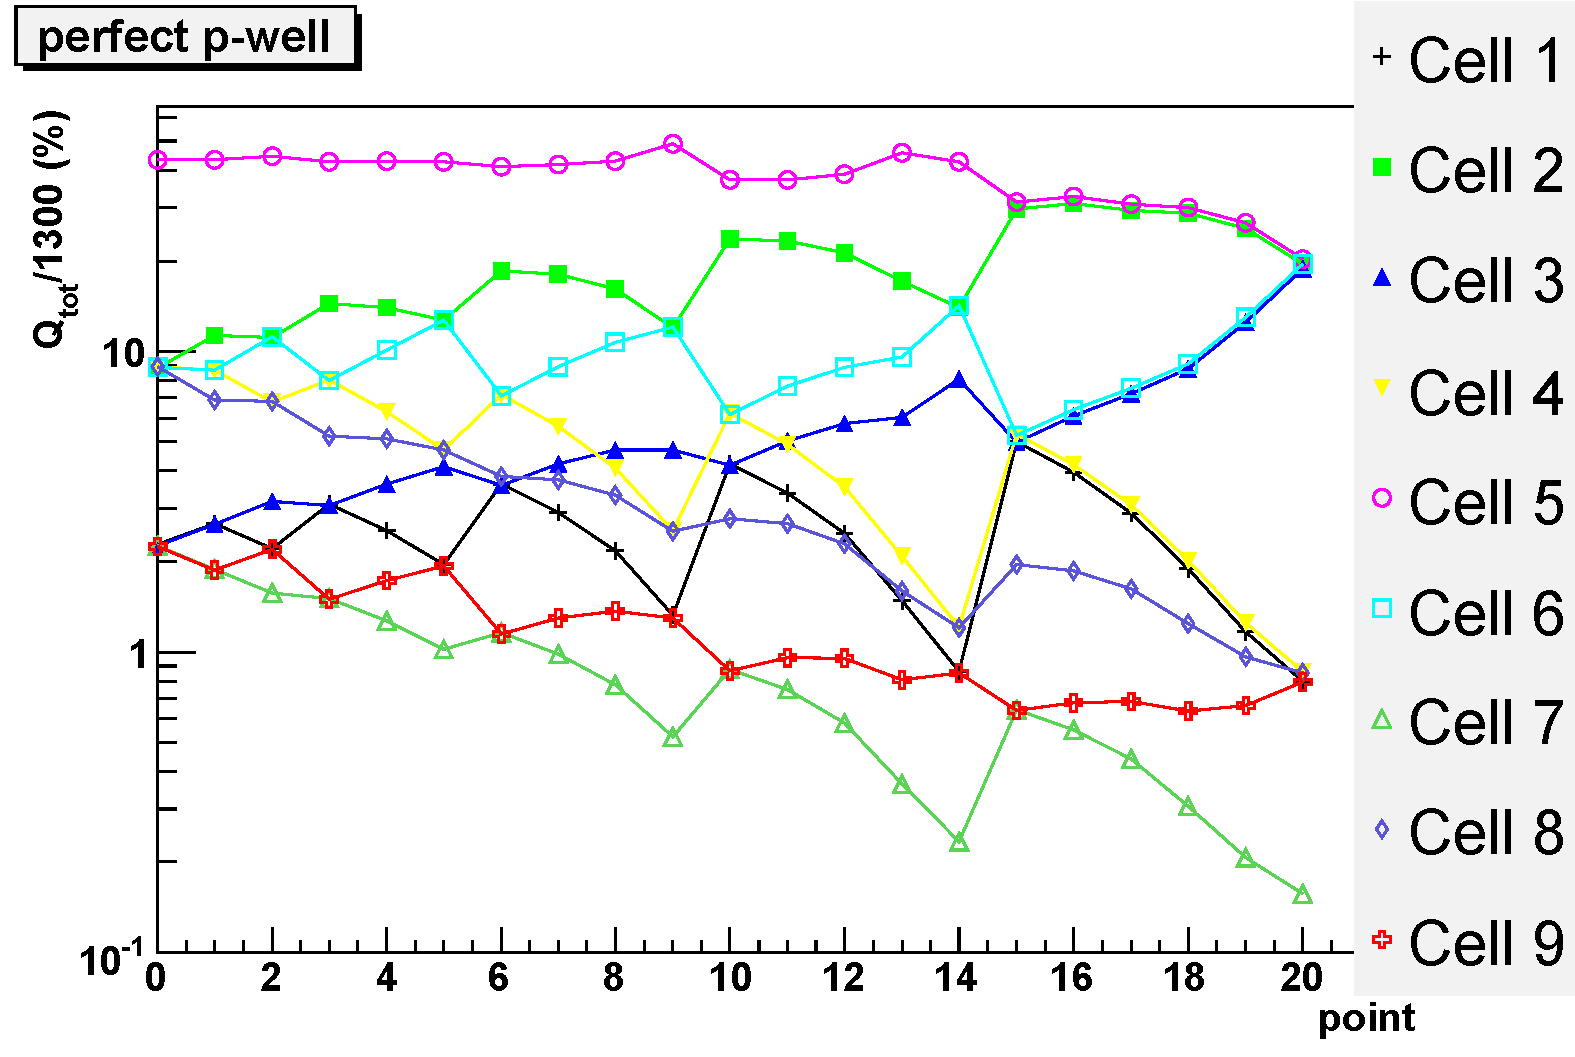 perfect p-well
Qtot/1300 (%)
10
1
10-1
0 2 4 6 8 10 12 14 16 18 20
point
Cell 1
Cell 2
Cell 3
Cell 4
Cell 5
Cell 6
Cell 7
Cell 8
Cell 9